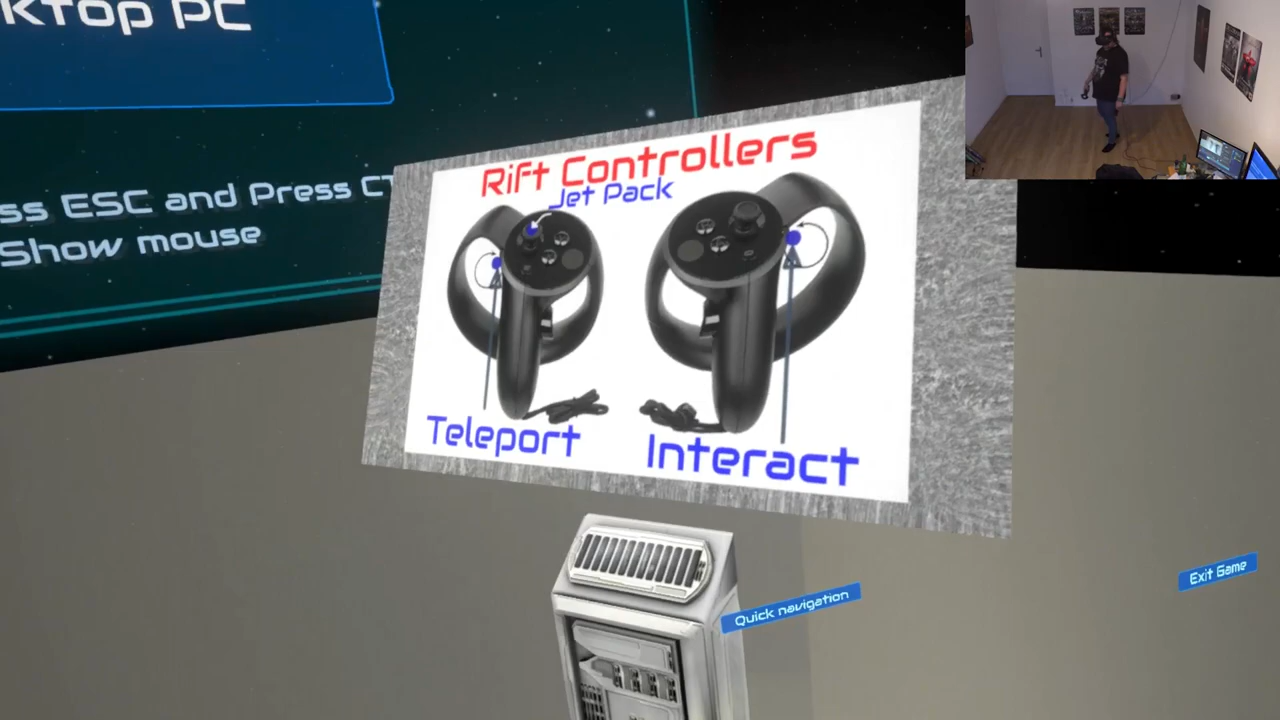 ktop PC
ss ESC and Press CT
Show mouse
Rift Controllers
Jet Pack
Teleport
Interact
Quick navigation
Exit Game